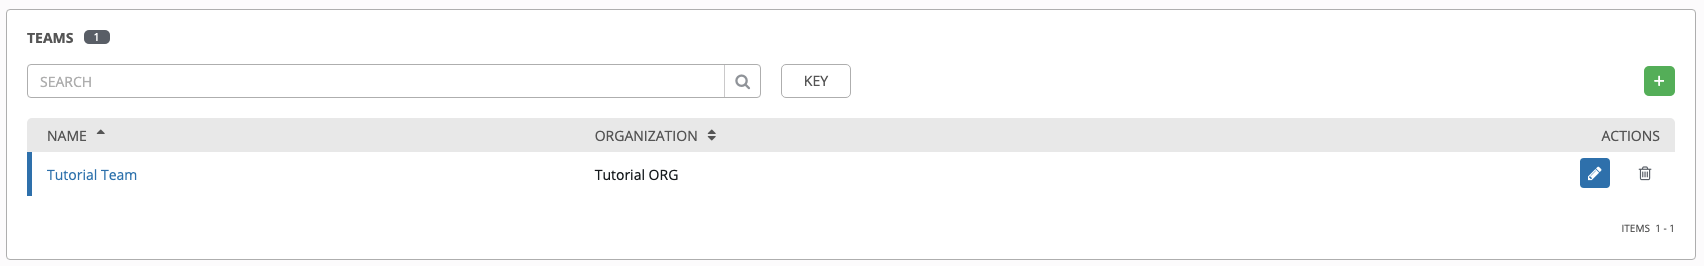 TEAMS 1
SEARCH KEY +
NAME ORGANIZATION ACTIONS
Tutorial Team Tutorial ORG
ITEMS 1 - 1